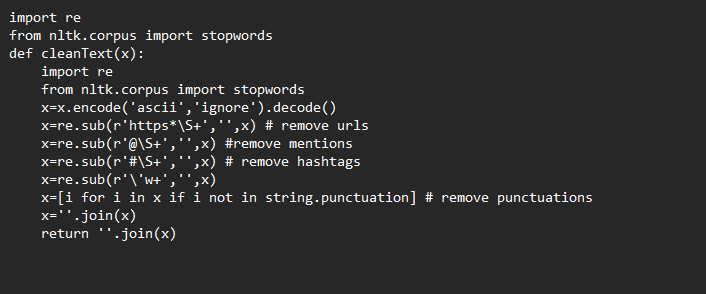 import re
from nltk.corpus import stopwords
def cleanText(x):
    import re
    from nltk.corpus import stopwords
    x=x.encode('ascii','ignore').decode()
    x=re.sub(r'https*\S+','',x) # remove urls
    x=re.sub(r'@\S+','',x) #remove mentions
    x=re.sub(r'#\S+','',x) # remove hashtags
    x=re.sub(r'\'w+','',x)
    x=[i for i in x if i not in string.punctuation] # remove punctuations
    x=''.join(x)
    return ''.join(x)